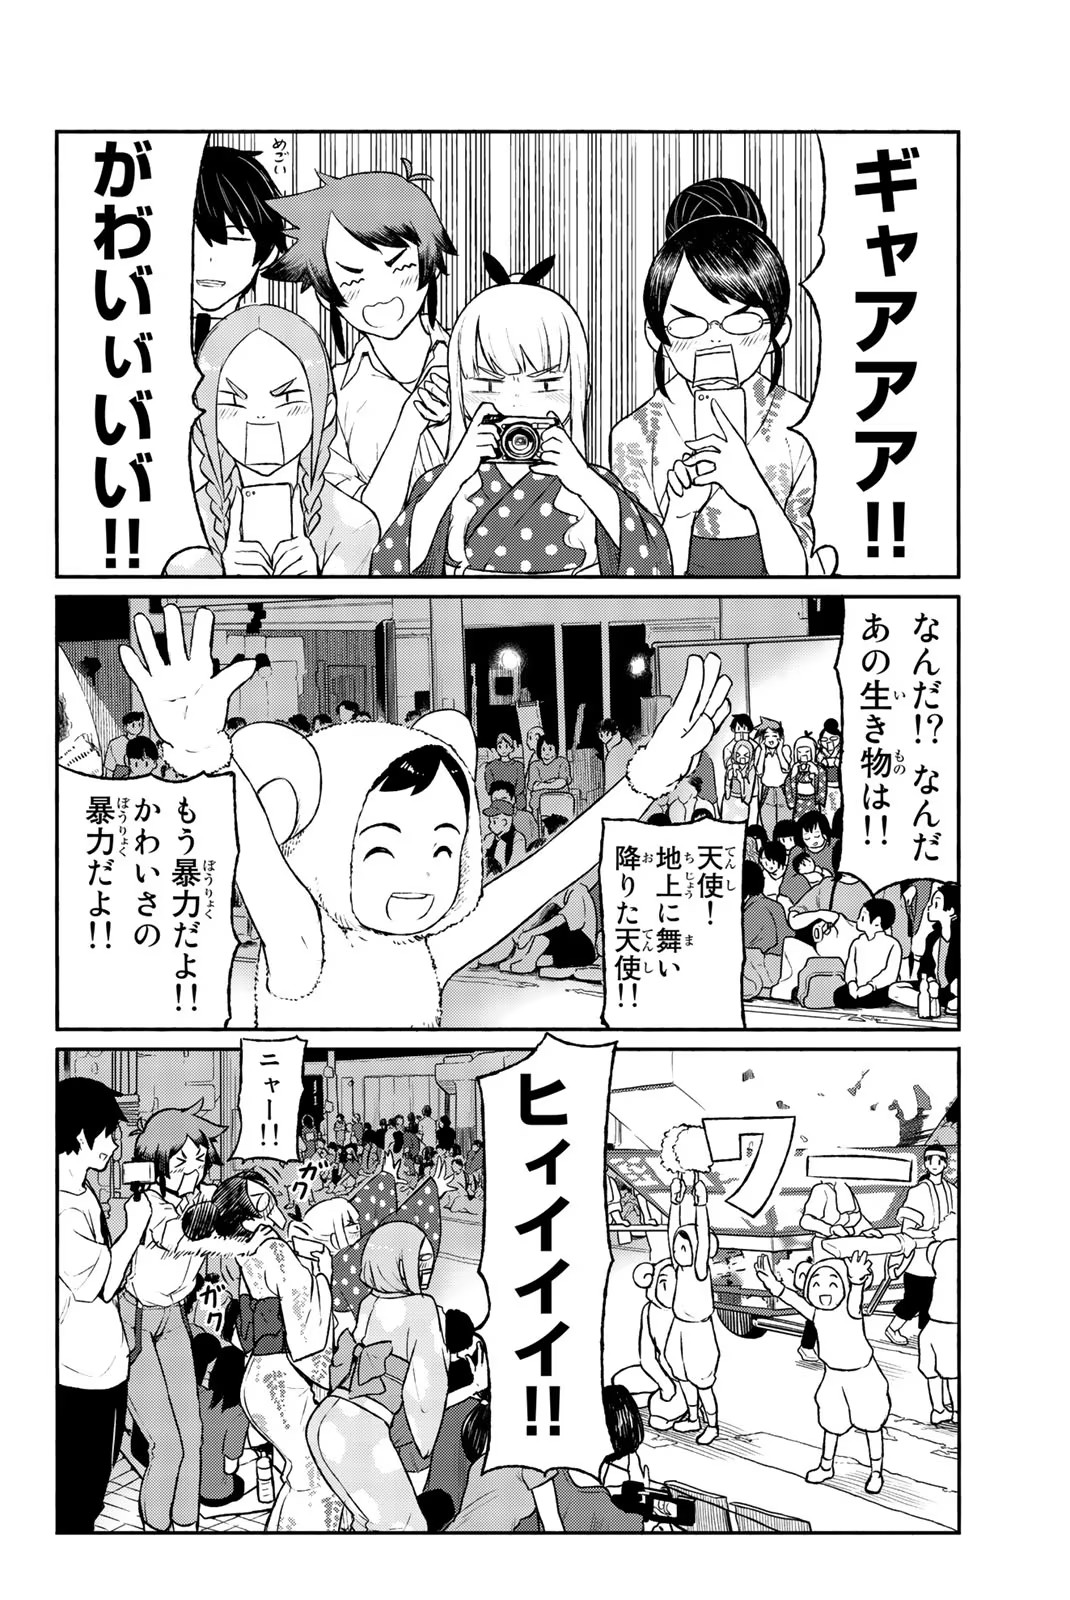 ギャアアア!!
めごい
がわ゙い゙い゙い゙い゙!!
なんだ!?なんだ
あの生き物は!!
天使!
地上に舞い
降りた天使!!
もう暴力だよ!!
かわいさの
暴力だよ!!
ワー
ヒィイイイ!!
ニャー!!
ガク
ガク